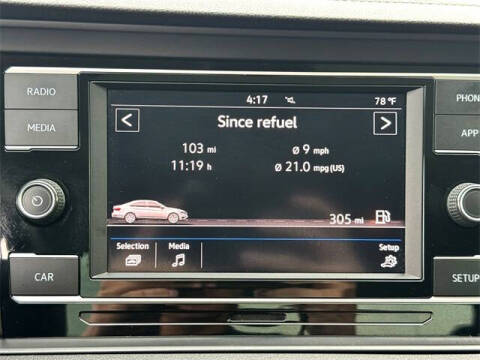 RADIO
MEDIA
CAR
4:17
78 °F
Since refuel
103 mi
Ø 9 mph
11:19 h
Ø 21.0 mpg (US)
305 mi
Selection
Media
Setup
PHON
APP
SETUP